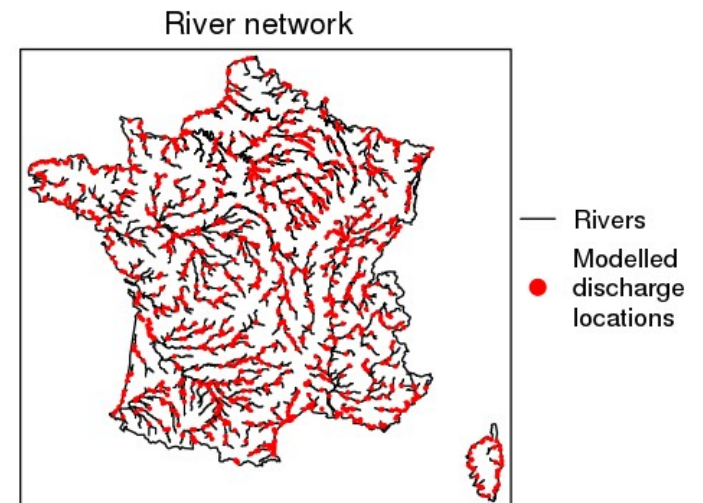 River network
Rivers
Modelled
discharge
locations